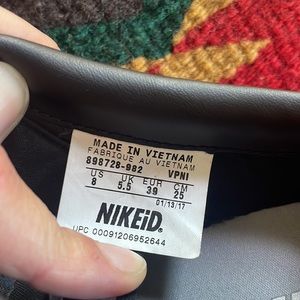 MADE IN VIETNAM
FABRIQUE AU VIETNAM
898728-982 VPNI
US UK EUR CM
8 5.5 39 25
01/13/17
NIKEiD.
UPC 00091206952644